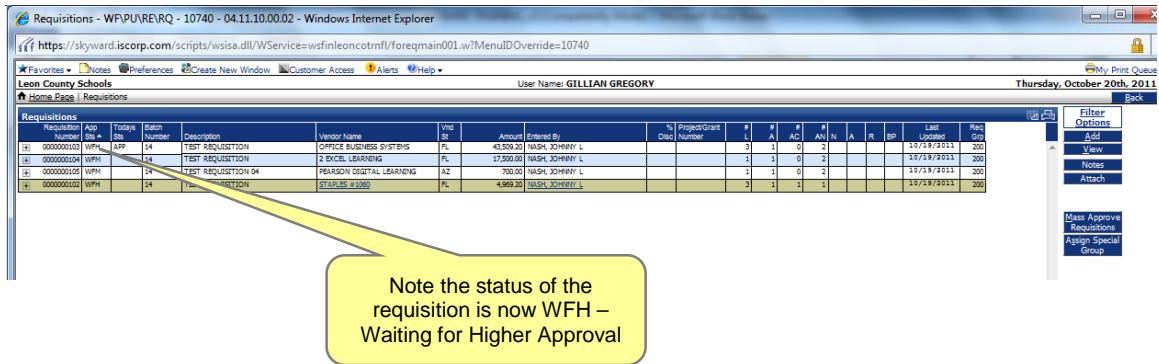 Requisitions - WF\PU\RE\RQ - 10740 - 04.11.10.00.02 - Windows Internet Explorer
https://skyward.iscorp.com/scripts/wsisa.dll/WService=wsfinleoncotrnfl/foreqmain001.w?MenuIDOverride=10740
Favorites Notes Preferences Create New Window Customer Access Alerts Help My Print Queue
Leon County Schools User Name: GILLIAN GREGORY Thursday, October 20th, 2011
Home Page | Requisitions Back
Requisitions
Requisition Number App Sts Todays Sts Batch Number Description Vendor Name Vnd St Amount Entered By % Disc Project/Grant Number # L # A # AC # AN N A R BP Last Updated Req Grp
0000000103 WFH APP 14 TEST REQUISITION OFFICE BUSINESS SYSTEMS FL 43,509.20 NASH, JOHNNY L 3 1 0 2 10/19/2011 200
0000000104 WFM 14 TEST REQUISITION 2 EXCEL LEARNING FL 17,500.00 NASH, JOHNNY L 1 1 0 2 10/19/2011 200
0000000105 WFM 14 TEST REQUISITION 04 PEARSON DIGITAL LEARNING AZ 700.00 NASH, JOHNNY L 1 1 0 2 10/19/2011 200
0000000102 WFH 14 TEST REQUISITION STAPLES #1060 FL 4,969.20 NASH, JOHNNY L 3 1 1 1 10/19/2011 200
Filter
Options
Add
View
Notes
Attach
Mass Approve
Requisitions
Assign Special
Group
Note the status of the
requisition is now WFH –
Waiting for Higher Approval